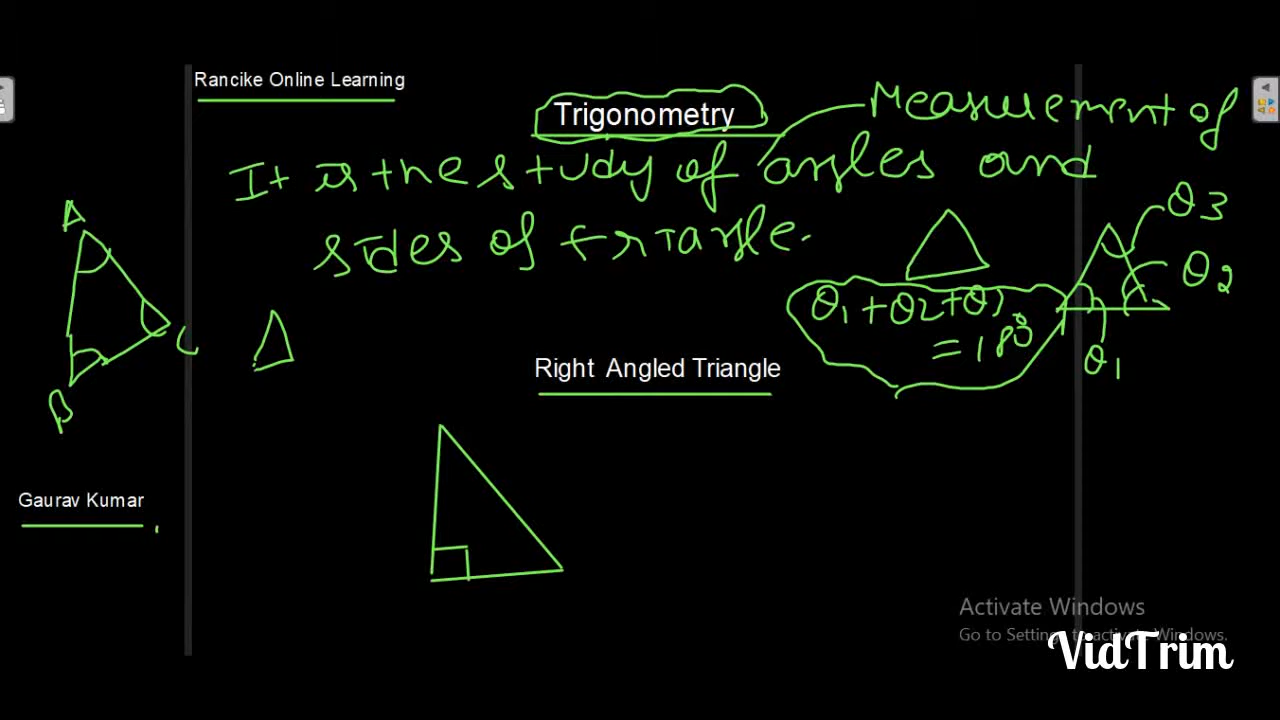 Rancike Online Learning
Trigonometry
Measurement of
It is the study of angles and
sides of triangle.
A
B
C
θ3
θ2
θ1
θ1 + θ2 + θ3
= 180°
Right Angled Triangle
Gaurav Kumar
Activate Windows
Go to Settings to activate Windows.
VidTrim